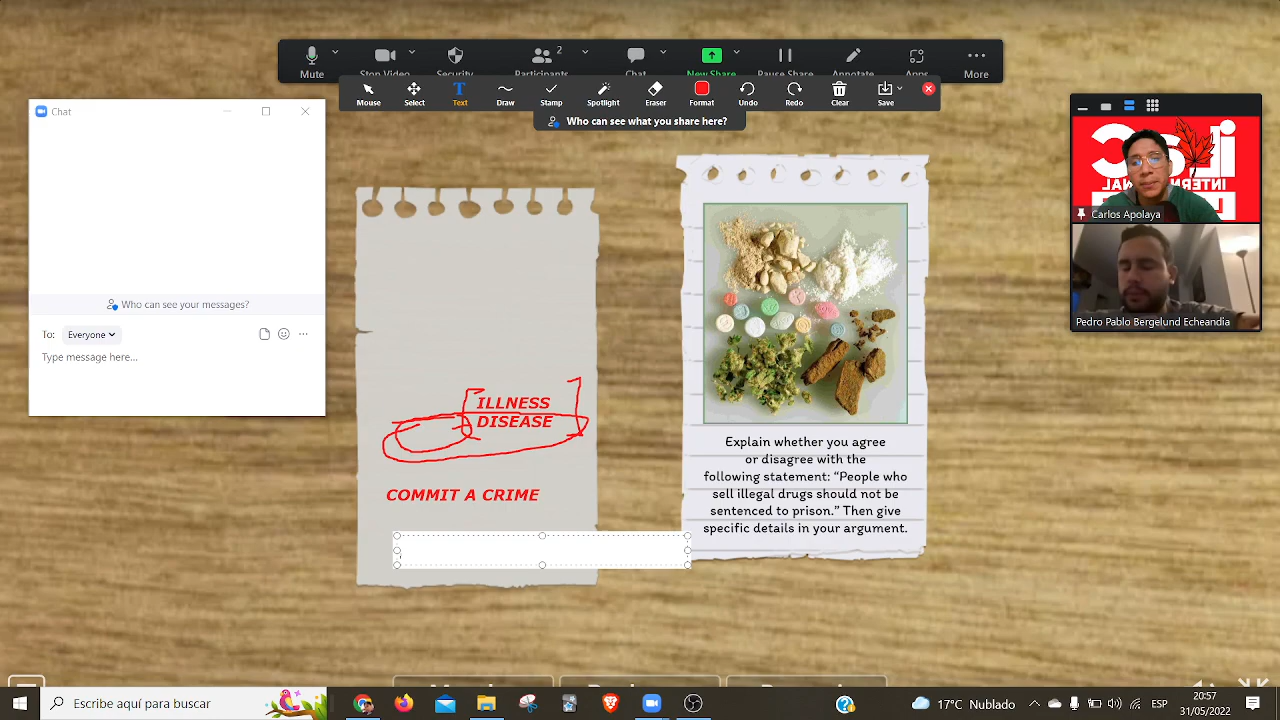 Mute
Stop Video
Security
Participants
2
Chat
New Share
Pause Share
Annotate
Apps
More
Mouse
Select
Text
Draw
Stamp
Spotlight
Eraser
Format
Undo
Redo
Clear
Save
Who can see what you share here?
Chat
Who can see your messages?
To: Everyone
Type message here...
ILLNESS
DISEASE
COMMIT A CRIME
Explain whether you agree
or disagree with the
following statement: “People who
sell illegal drugs should not be
sentenced to prison.” Then give
specific details in your argument.
Carlos Apolaya
Pedro Pablo Bergelund Echeandia
Escribe aquí para buscar
17°C Nublado
ESP
20:57
31/05/2022